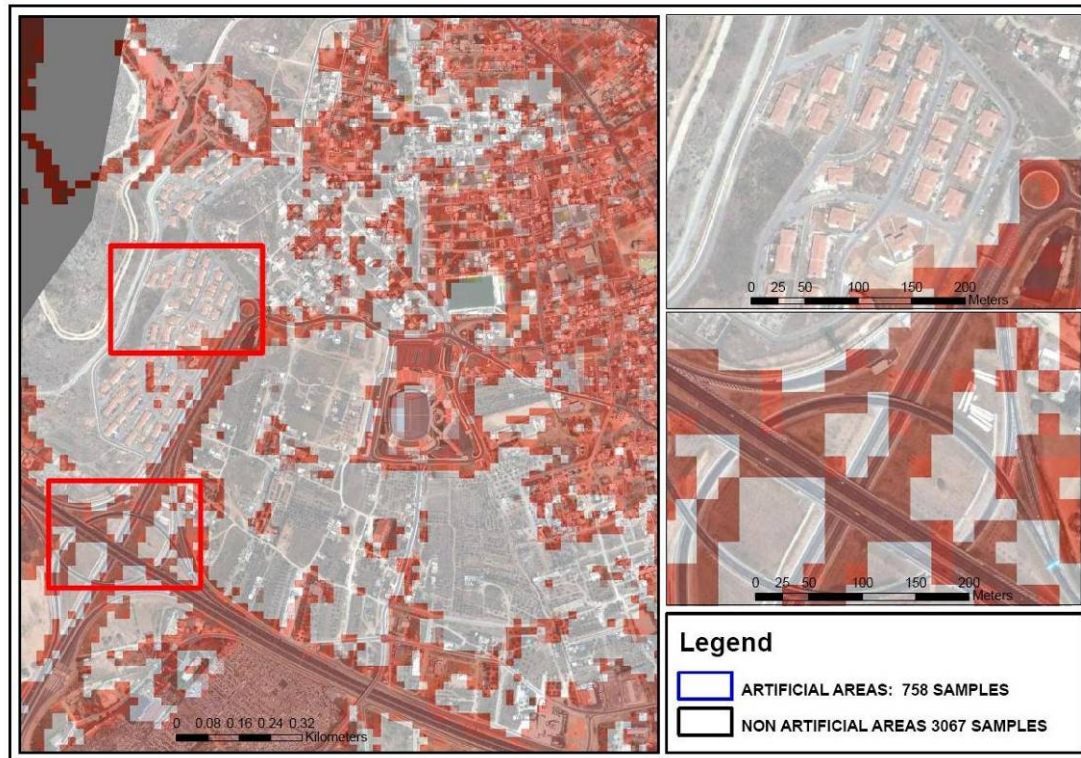 0 0.08 0.16 0.24 0.32
Kilometers
0 25 50 100 150 200
Meters
0 25 50 100 150 200
Meters
Legend
ARTIFICIAL AREAS: 758 SAMPLES
NON ARTIFICIAL AREAS 3067 SAMPLES